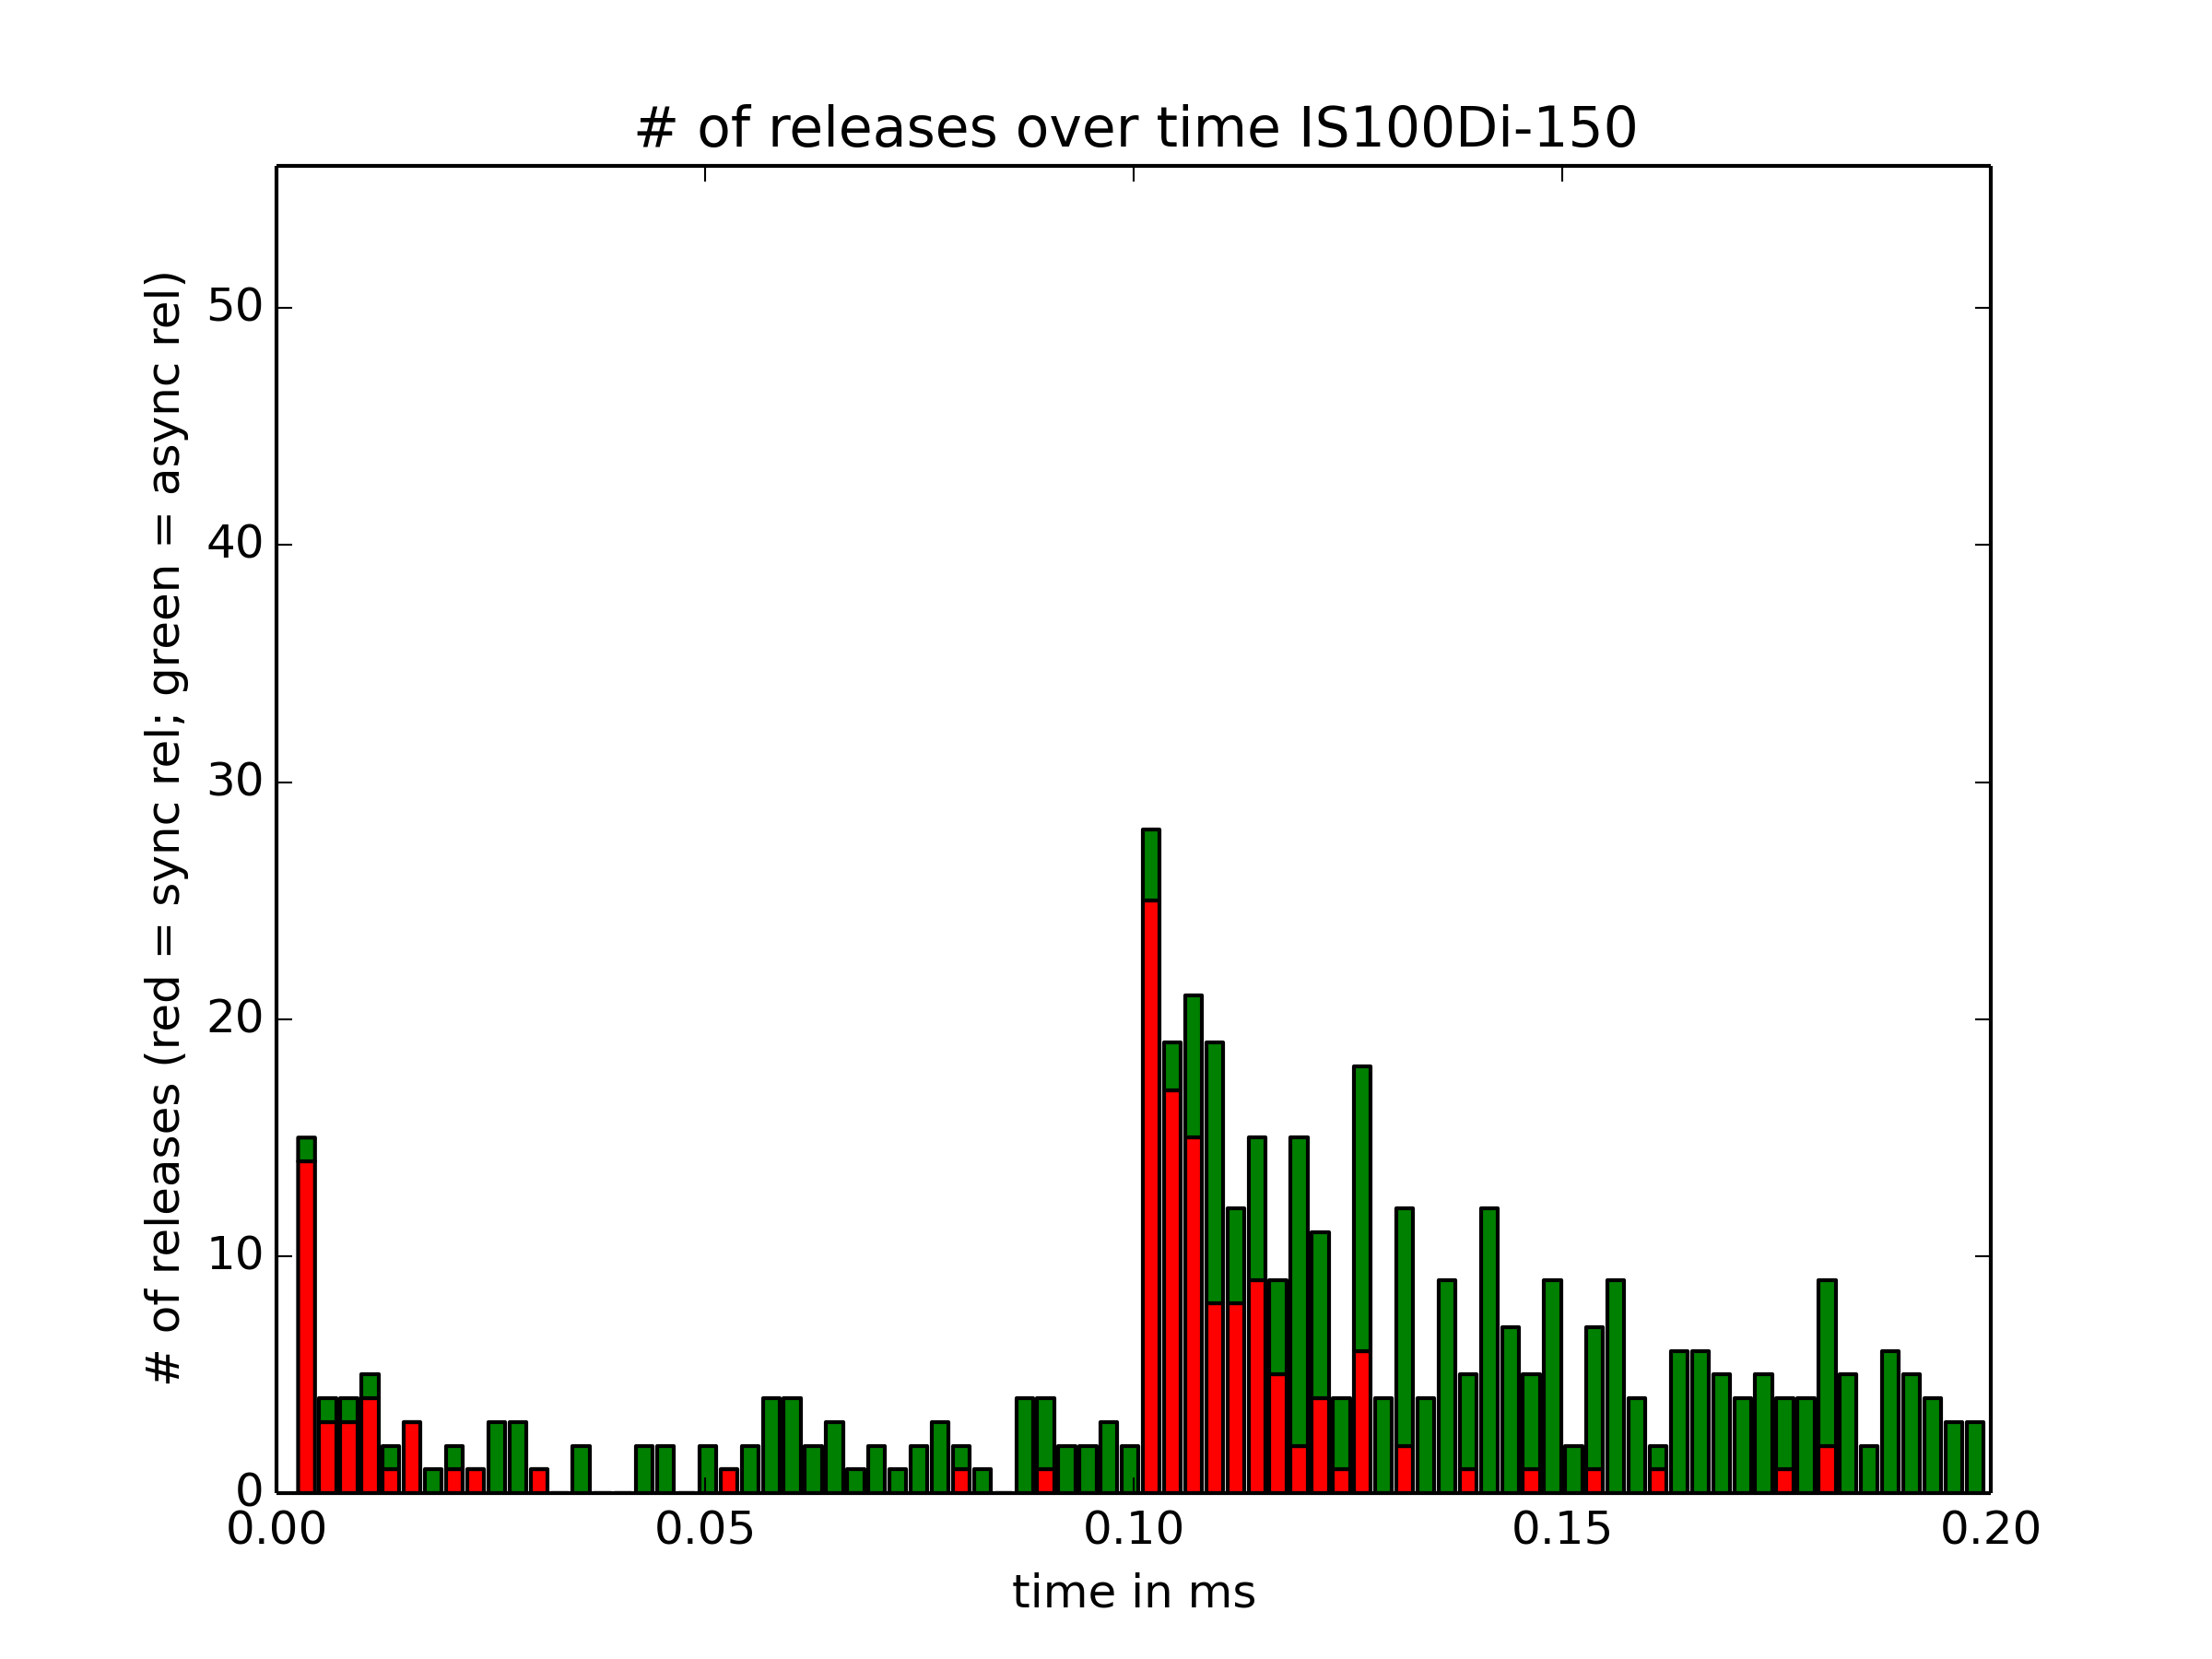 # of releases over time IS100Di-150
# of releases (red = sync rel; green = async rel)
50
40
30
20
10
0
0.00 0.05 0.10 0.15 0.20
time in ms